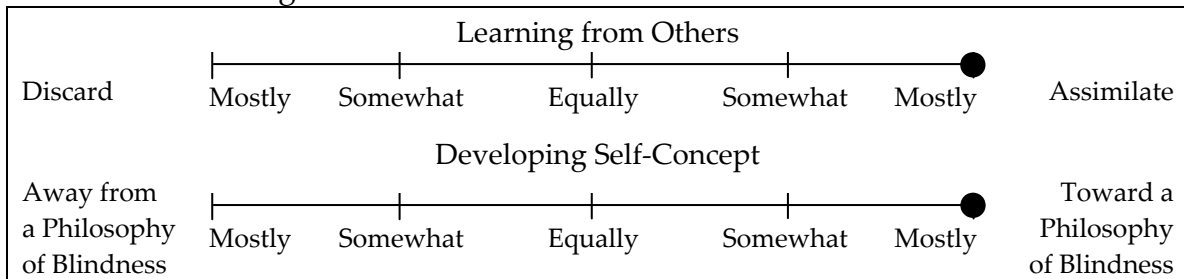 Learning from Others
Discard
Mostly Somewhat Equally Somewhat Mostly
Assimilate
Developing Self-Concept
Away from
a Philosophy
of Blindness
Mostly Somewhat Equally Somewhat Mostly
Toward a
Philosophy
of Blindness